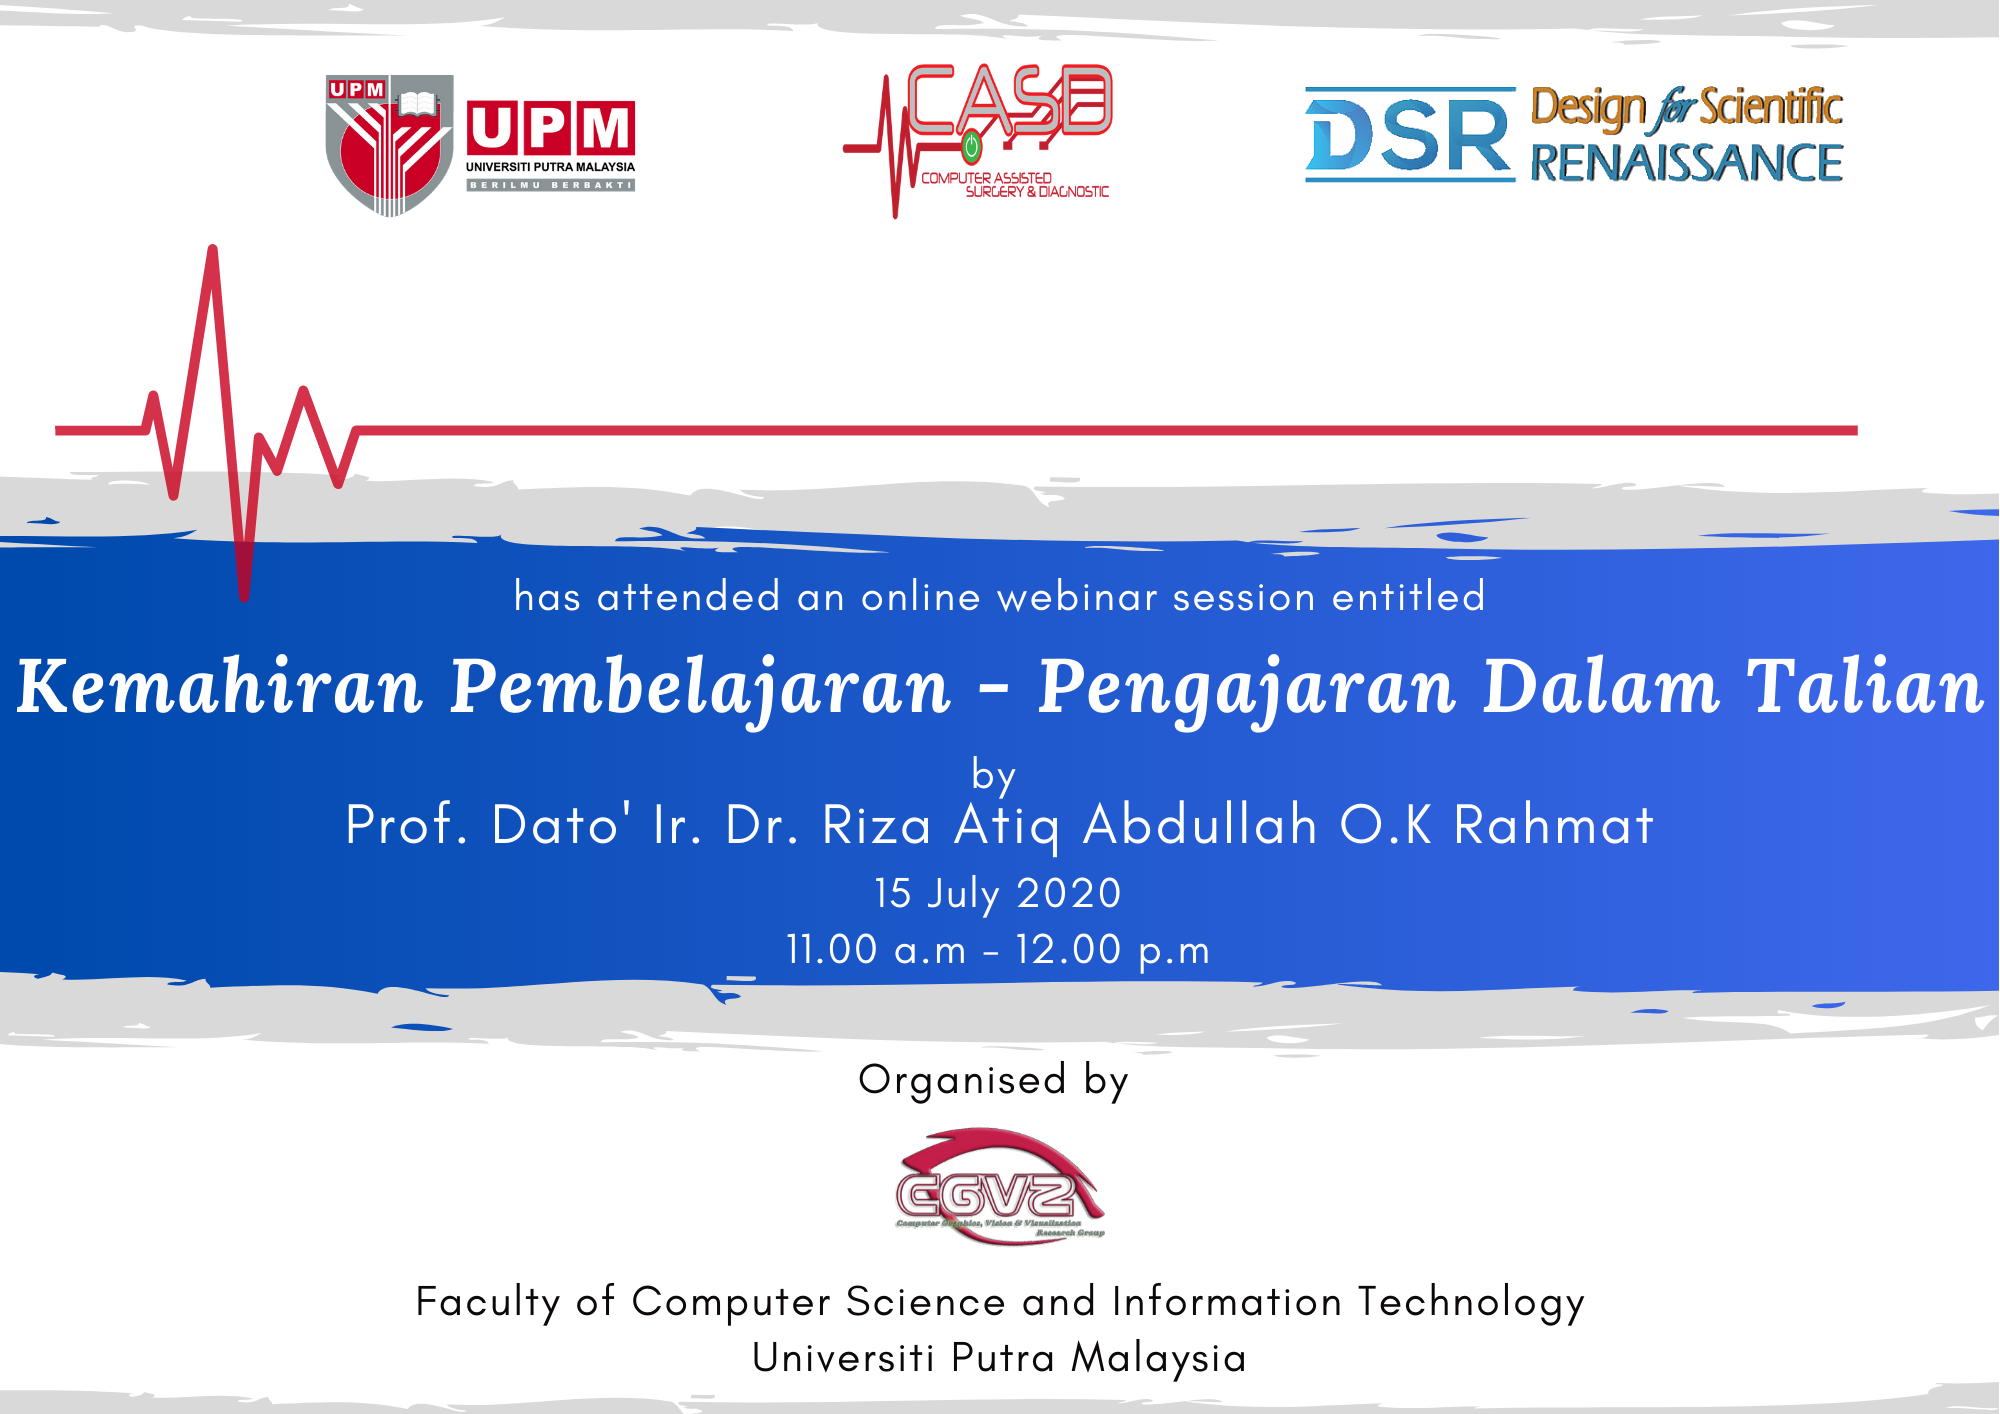 UPM
UPM
UNIVERSITI PUTRA MALAYSIA
BERILMU BERBAKTI
CASD
COMPUTER ASSISTED
SURGERY & DIAGNOSTIC
DSR
Design for Scientific
RENAISSANCE
has attended an online webinar session entitled
Kemahiran Pembelajaran - Pengajaran Dalam Talian
by
Prof. Dato' Ir. Dr. Riza Atiq Abdullah O.K Rahmat
15 July 2020
11.00 a.m - 12.00 p.m
Organised by
CGVZ
Computer Graphics, Vision & Visualization
Research Group
Faculty of Computer Science and Information Technology
Universiti Putra Malaysia